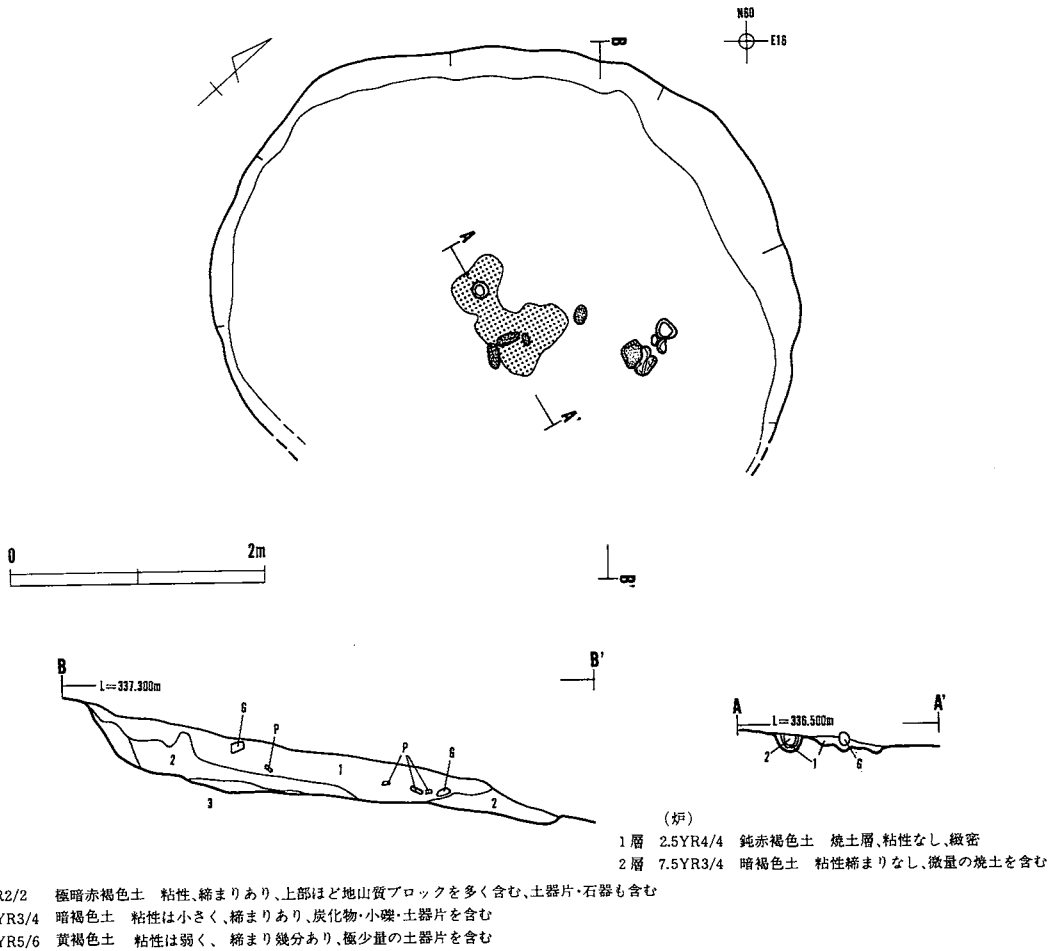 N60
E16
B
A
A'
0 2m
B'
B B'
L=337.300m
G
P
P
G
2
1
3
2
A A'
L=336.500m
2
1
G
(炉)
1層 2.5YR4/4 鈍赤褐色土 焼土層、粘性なし、緻密
2層 7.5YR3/4 暗褐色土 粘性締まりなし、微量の焼土を含む
R2/2 極暗赤褐色土 粘性、締まりあり、上部ほど地山質ブロックを多く含む、土器片・石器も含む
YR3/4 暗褐色土 粘性は小さく、締まりあり、炭化物・小礫・土器片を含む
YR5/6 黄褐色土 粘性は弱く、締まり幾分あり、極少量の土器片を含む